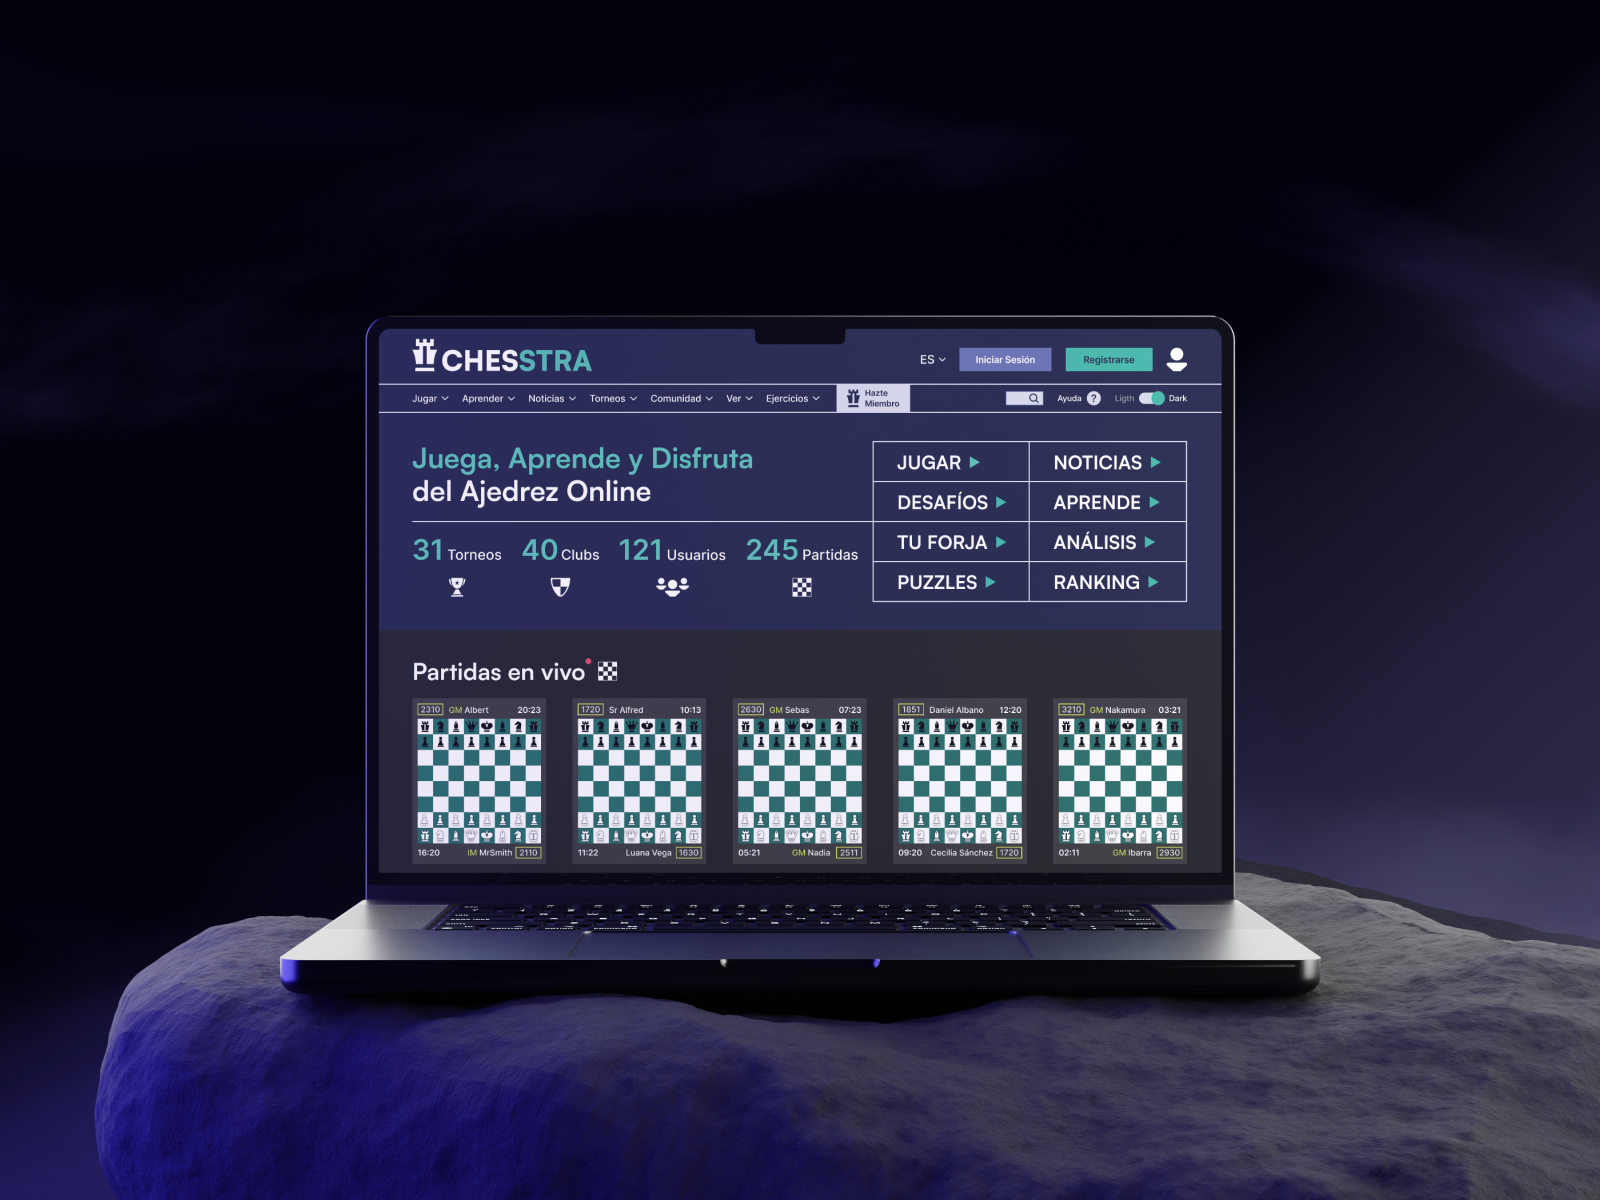 CHESSTRA
ES
Iniciar Sesión
Registrarse
Jugar
Aprender
Noticias
Torneos
Comunidad
Ver
Ejercicios
Hazte
Miembro
Ayuda ?
Ligth
Dark
Juega, Aprende y Disfruta
del Ajedrez Online
31 Torneos
40 Clubs
121 Usuarios
245 Partidas
JUGAR
NOTICIAS
DESAFÍOS
APRENDE
TU FORJA
ANÁLISIS
PUZZLES
RANKING
Partidas en vivo
2310 GM Albert 20:23
16:20 IM MrSmith 2110
1720 Sr Alfred 10:13
11:22 Luana Vega 1630
2630 GM Sebas 07:23
05:21 GM Nadia 2511
1851 Daniel Albano 12:20
09:20 Cecilia Sánchez 1720
3210 GM Nakamura 03:21
02:11 GM Ibarra 2930